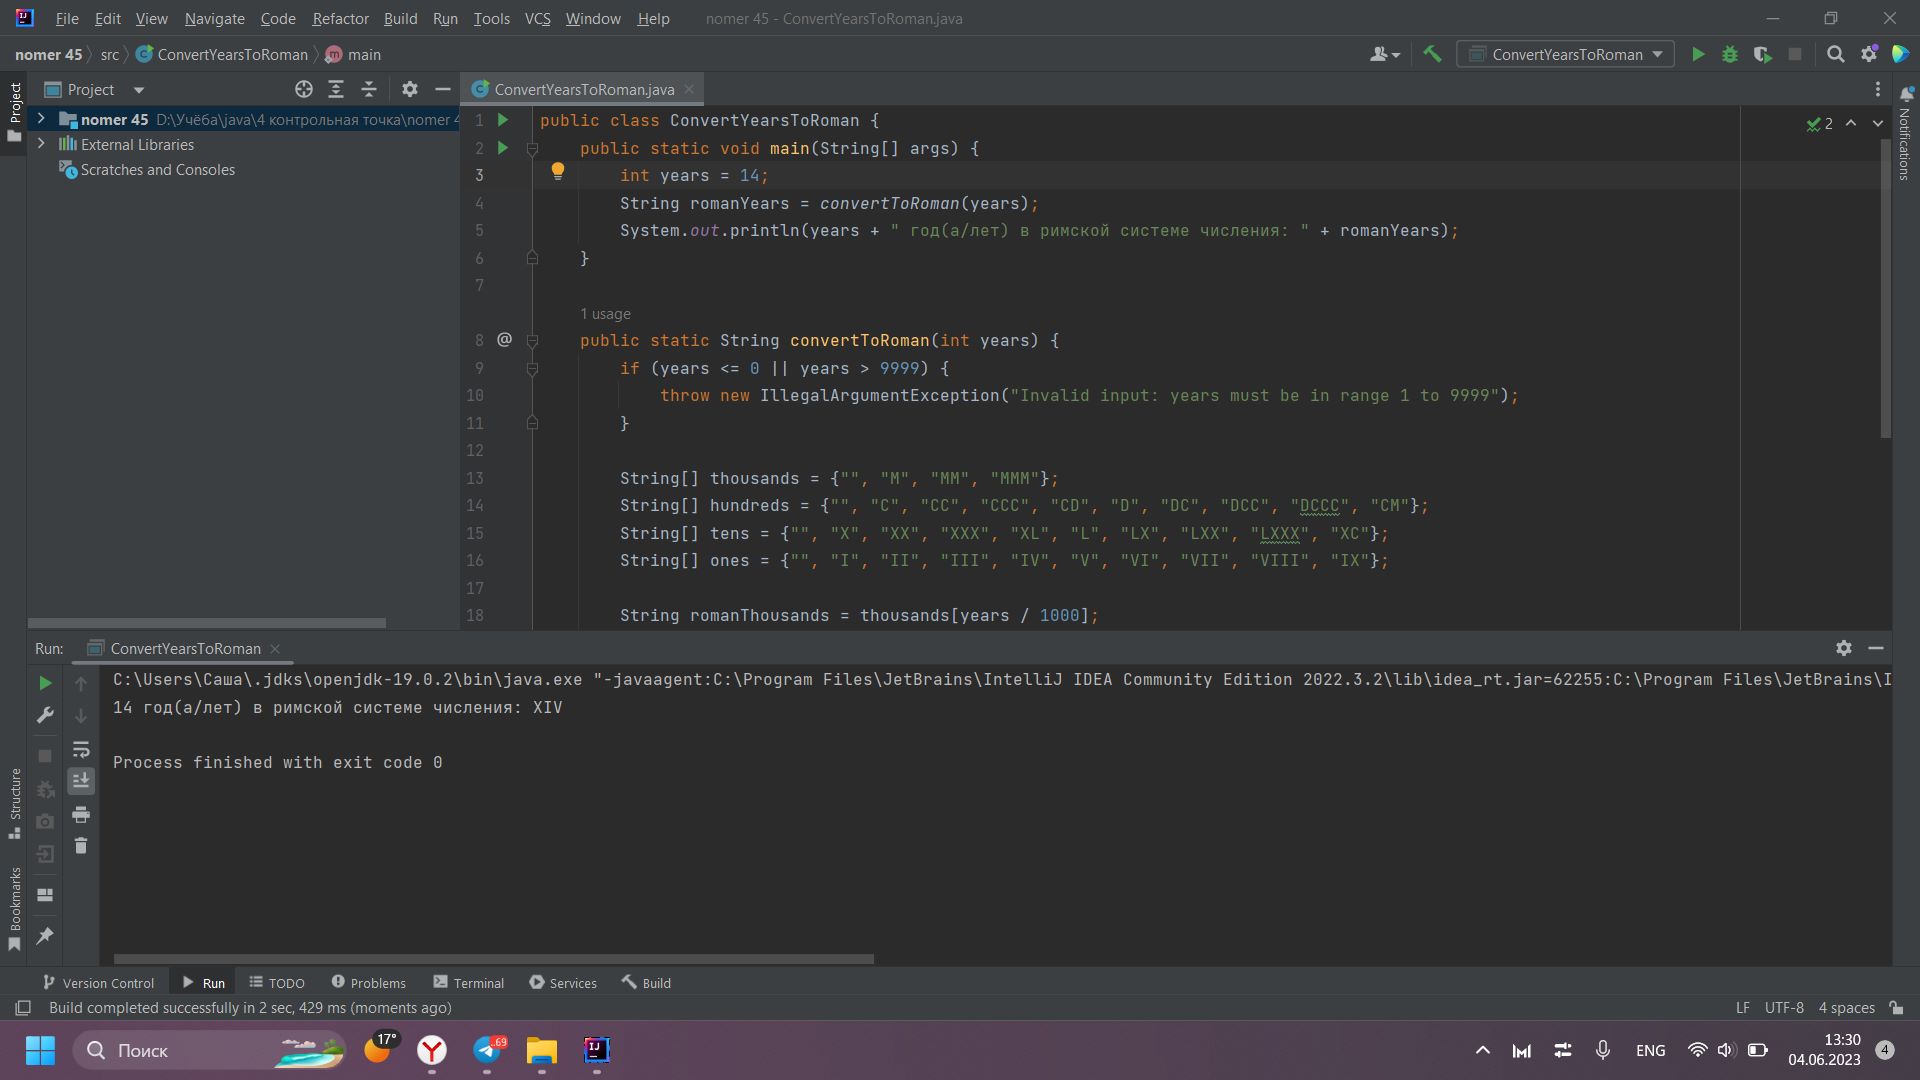 File Edit View Navigate Code Refactor Build Run Tools VCS Window Help nomer 45 - ConvertYearsToRoman.java
nomer 45 src ConvertYearsToRoman main ConvertYearsToRoman
Project ConvertYearsToRoman.java
Project
nomer 45 D:\Учёба\java\4 контрольная точка\nomer 4
External Libraries
Scratches and Consoles
2
Notifications
1 public class ConvertYearsToRoman {
2 public static void main(String[] args) {
3 int years = 14;
4 String romanYears = convertToRoman(years);
5 System.out.println(years + " год(а/лет) в римской системе числения: " + romanYears);
6 }
7
1 usage
8 @ public static String convertToRoman(int years) {
9 if (years <= 0 || years > 9999) {
10 throw new IllegalArgumentException("Invalid input: years must be in range 1 to 9999");
11 }
12
13 String[] thousands = {"", "M", "MM", "MMM"};
14 String[] hundreds = {"", "C", "CC", "CCC", "CD", "D", "DC", "DCC", "DCCC", "CM"};
15 String[] tens = {"", "X", "XX", "XXX", "XL", "L", "LX", "LXX", "LXXX", "XC"};
16 String[] ones = {"", "I", "II", "III", "IV", "V", "VI", "VII", "VIII", "IX"};
17
18 String romanThousands = thousands[years / 1000];
Run: ConvertYearsToRoman
C:\Users\Саша\.jdks\openjdk-19.0.2\bin\java.exe "-javaagent:C:\Program Files\JetBrains\IntelliJ IDEA Community Edition 2022.3.2\lib\idea_rt.jar=62255:C:\Program Files\JetBrains\I
14 год(а/лет) в римской системе числения: XIV
Process finished with exit code 0
Structure
Bookmarks
Version Control Run TODO Problems Terminal Services Build
Build completed successfully in 2 sec, 429 ms (moments ago) LF UTF-8 4 spaces
Поиск 17° ..69 IJ ENG 13:30
04.06.2023 4